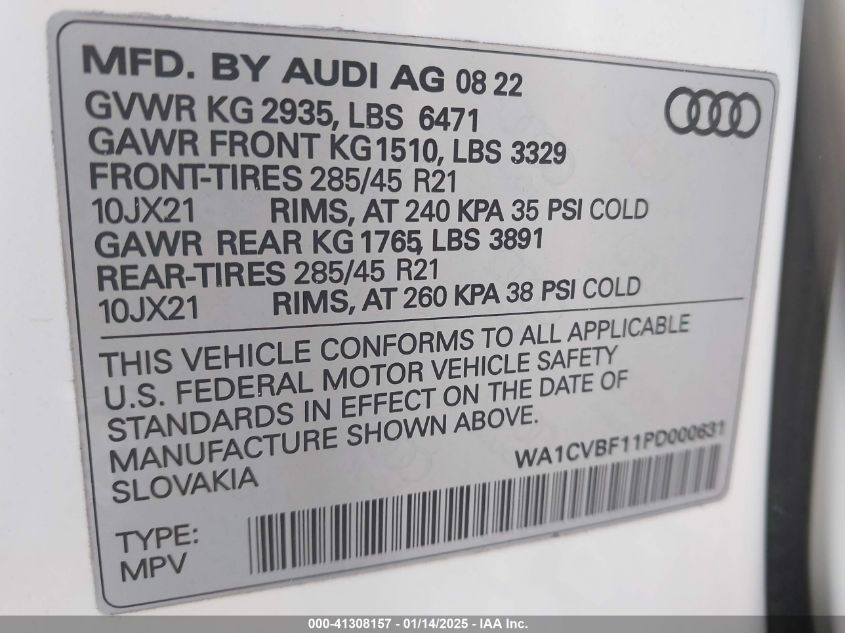 MFD. BY AUDI AG 08 22
GVWR KG 2935, LBS 6471
GAWR FRONT KG1510, LBS 3329
FRONT-TIRES 285/45 R21
10JX21 RIMS, AT 240 KPA 35 PSI COLD
GAWR REAR KG 1765, LBS 3891
REAR-TIRES 285/45 R21
10JX21 RIMS, AT 260 KPA 38 PSI COLD
THIS VEHICLE CONFORMS TO ALL APPLICABLE
U.S. FEDERAL MOTOR VEHICLE SAFETY
STANDARDS IN EFFECT ON THE DATE OF
MANUFACTURE SHOWN ABOVE.
SLOVAKIA
WA1CVBF11PD000631
TYPE:
MPV
000-41308157 - 01/14/2025 - IAA Inc.